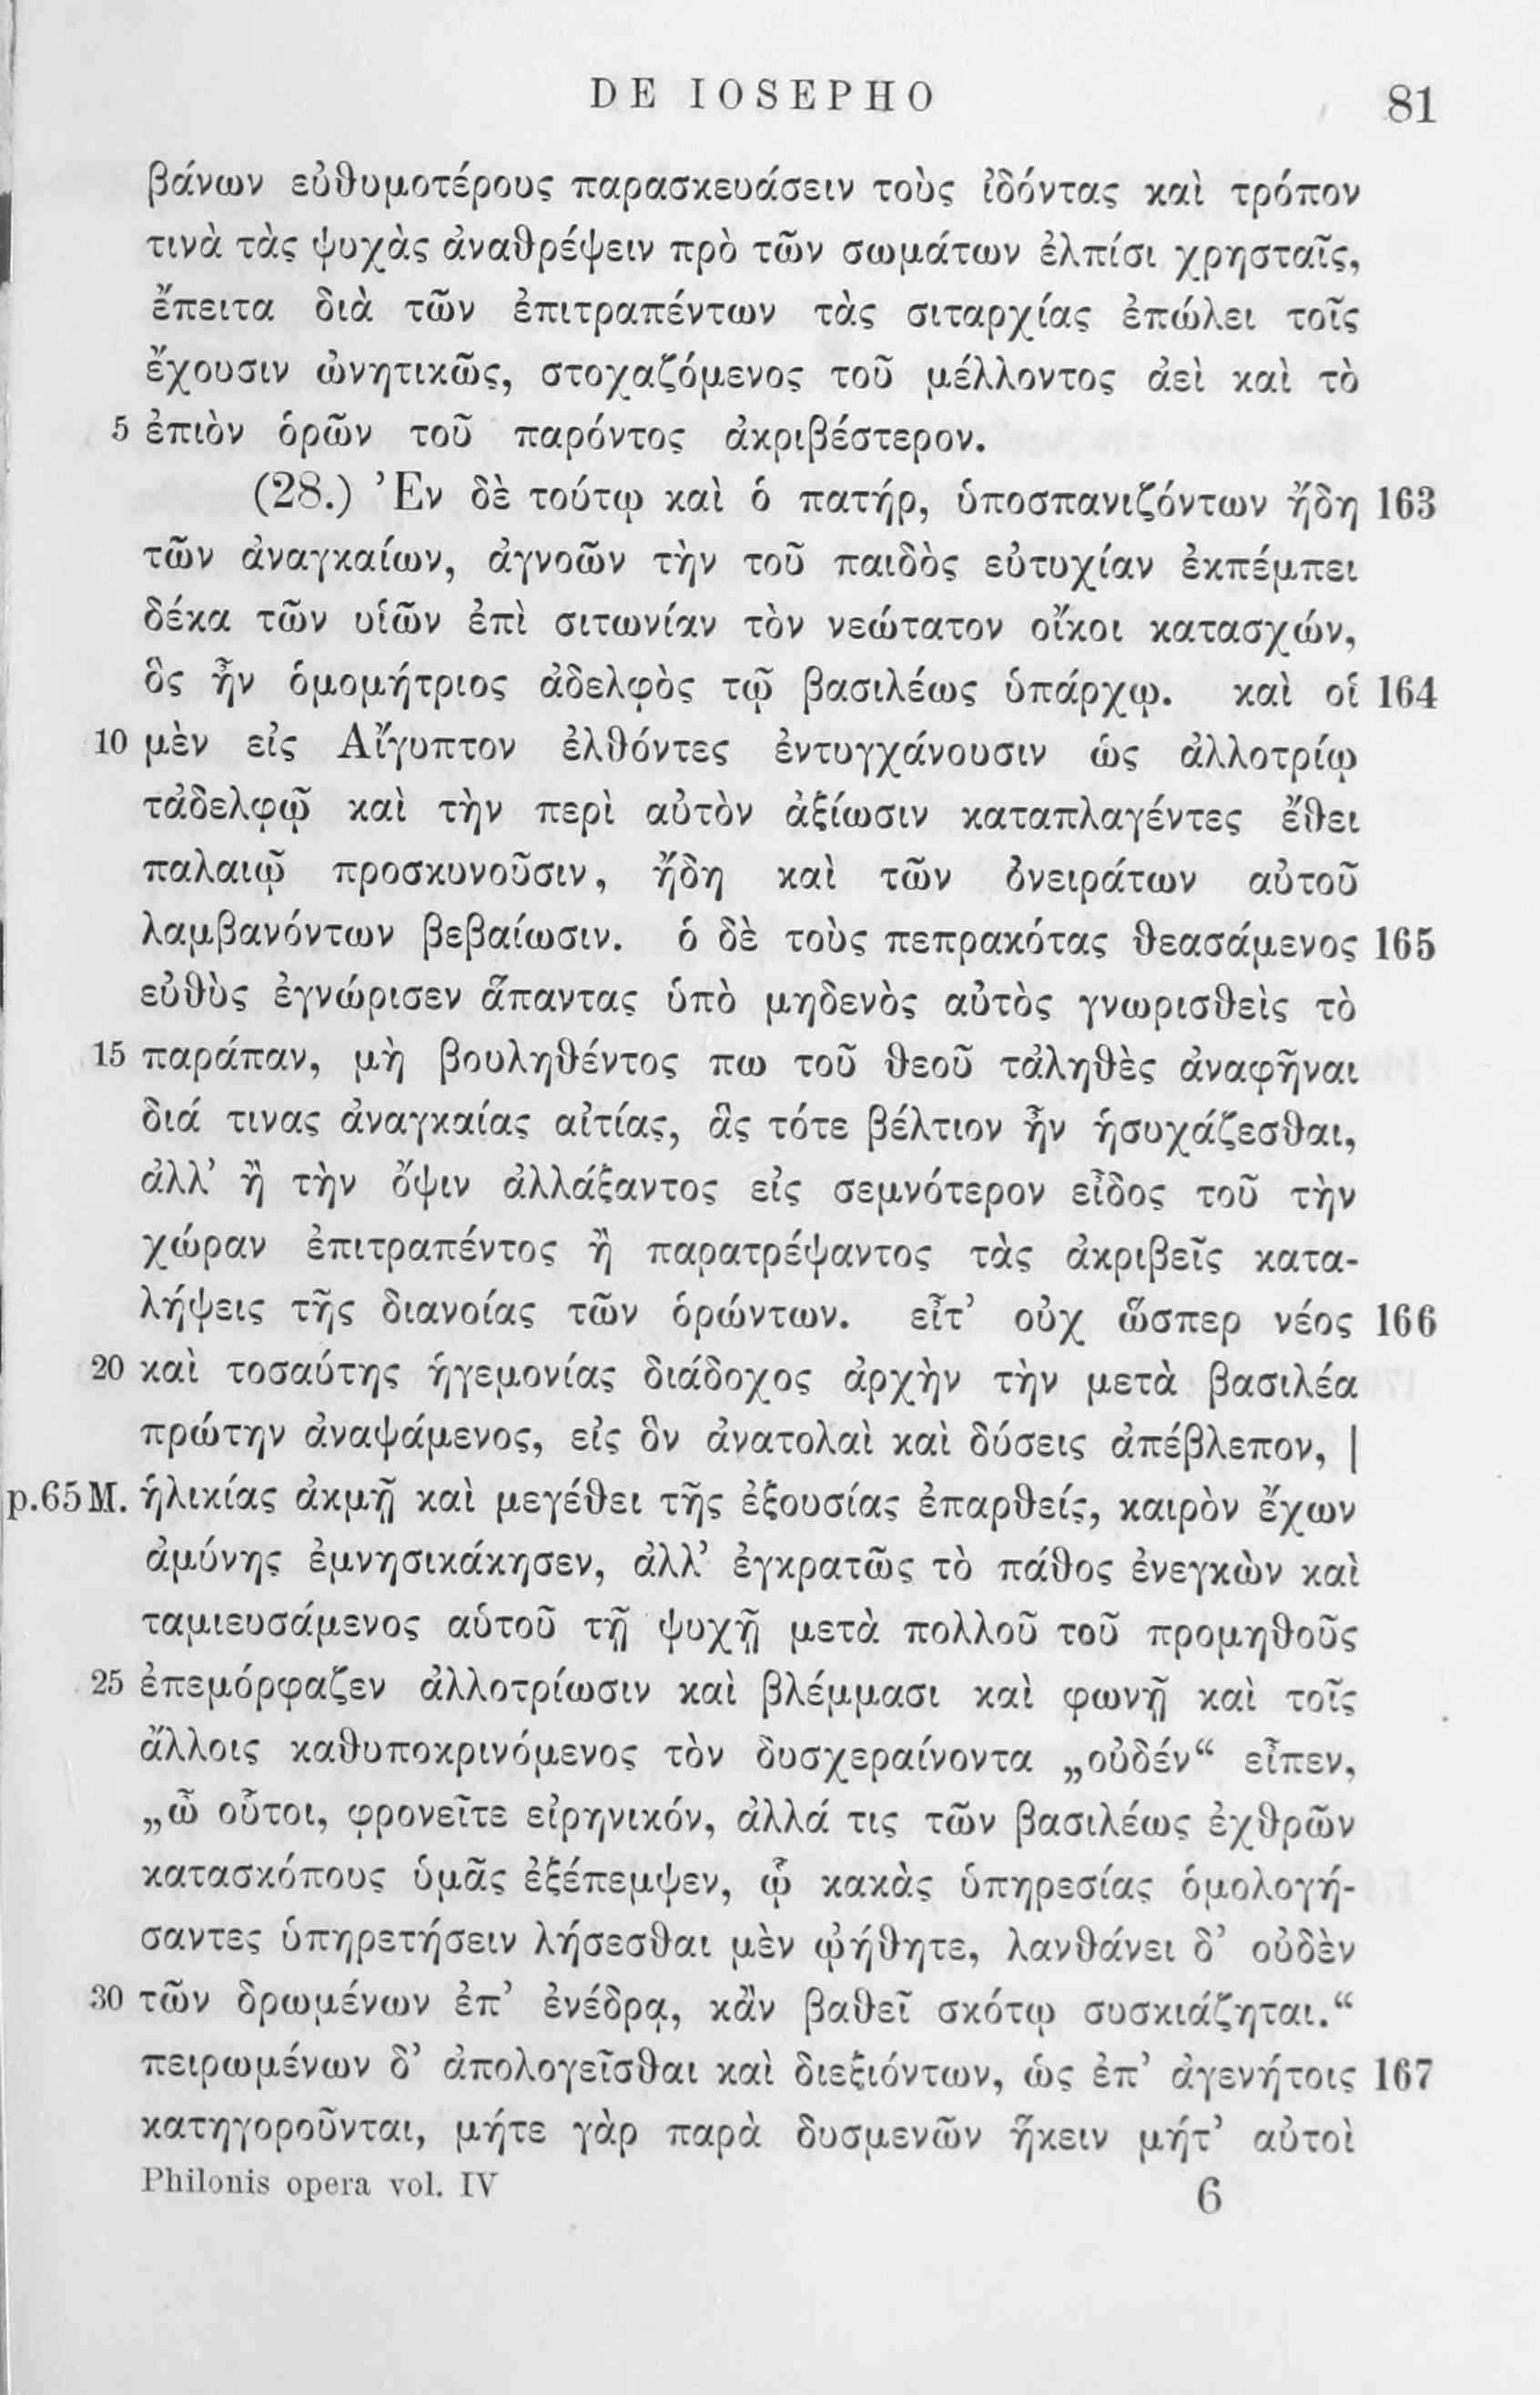 DE IOSEPHO 81
βάνων εὐθυμοτέρους παρασκευάσειν τοὺς ἰδόντας καὶ τρόπον
τινὰ τὰς ψυχὰς ἀναθρέψειν πρὸ τῶν σωμάτων ἐλπίσι χρησταῖς,
ἔπειτα διὰ τῶν ἐπιτραπέντων τὰς σιταρχίας ἐπώλει τοῖς
ἔχουσιν ὠνητικῶς, στοχαζόμενος τοῦ μέλλοντος ἀεὶ καὶ τὸ
5 ἐπιὸν ὁρῶν τοῦ παρόντος ἀκριβέστερον.
(28.) Ἐν δὲ τούτῳ καὶ ὁ πατήρ, ὑποσπανιζόντων ἤδη 163
τῶν ἀναγκαίων, ἀγνοῶν τὴν τοῦ παιδὸς εὐτυχίαν ἐκπέμπει
δέκα τῶν υἱῶν ἐπὶ σιτωνίαν τὸν νεώτατον οἴκοι κατασχών,
ὃς ἦν ὁμομήτριος ἀδελφὸς τῷ βασιλέως ὑπάρχῳ. καὶ οἱ 164
10 μὲν εἰς Αἴγυπτον ἐλθόντες ἐντυγχάνουσιν ὡς ἀλλοτρίῳ
τἀδελφῷ καὶ τὴν περὶ αὐτὸν ἀξίωσιν καταπλαγέντες ἔθει
παλαιῷ προσκυνοῦσιν, ἤδη καὶ τῶν ὀνειράτων αὐτοῦ
λαμβανόντων βεβαίωσιν. ὁ δὲ τοὺς πεπρακότας θεασάμενος 165
εὐθὺς ἐγνώρισεν ἅπαντας ὑπὸ μηδενὸς αὐτὸς γνωρισθεὶς τὸ
15 παράπαν, μὴ βουληθέντος πω τοῦ θεοῦ τἀληθὲς ἀναφῆναι
διά τινας ἀναγκαίας αἰτίας, ἃς τότε βέλτιον ἦν ἡσυχάζεσθαι,
ἀλλ’ ἢ τὴν ὄψιν ἀλλάξαντος εἰς σεμνότερον εἶδος τοῦ τὴν
χώραν ἐπιτραπέντος ἢ παρατρέψαντος τὰς ἀκριβεῖς κατα-
λήψεις τῆς διανοίας τῶν ὁρώντων. εἶτ’ οὐχ ὥσπερ νέος 166
20 καὶ τοσαύτης ἡγεμονίας διάδοχος ἀρχὴν τὴν μετὰ βασιλέα
πρώτην ἀναψάμενος, εἰς ὃν ἀνατολαὶ καὶ δύσεις ἀπέβλεπον, |
p.65M. ἡλικίας ἀκμῇ καὶ μεγέθει τῆς ἐξουσίας ἐπαρθείς, καιρὸν ἔχων
ἀμύνης ἐμνησικάκησεν, ἀλλ’ ἐγκρατῶς τὸ πάθος ἐνεγκὼν καὶ
ταμιευσάμενος αὑτοῦ τῇ ψυχῇ μετὰ πολλοῦ τοῦ προμηθοῦς
25 ἐπεμόρφαζεν ἀλλοτρίωσιν καὶ βλέμμασι καὶ φωνῇ καὶ τοῖς
ἄλλοις καθυποκρινόμενος τὸν δυσχεραίνοντα „οὐδέν“ εἶπεν,
„ὦ οὗτοι, φρονεῖτε εἰρηνικόν, ἀλλά τις τῶν βασιλέως ἐχθρῶν
κατασκόπους ὑμᾶς ἐξέπεμψεν, ᾧ κακὰς ὑπηρεσίας ὁμολογή-
σαντες ὑπηρετήσειν λήσεσθαι μὲν ᾠήθητε, λανθάνει δ’ οὐδὲν
30 τῶν δρωμένων ἐπ’ ἐνέδρᾳ, κἂν βαθεῖ σκότῳ συσκιάζηται.“
πειρωμένων δ’ ἀπολογεῖσθαι καὶ διεξιόντων, ὡς ἐπ’ ἀγενήτοις 167
κατηγοροῦνται, μήτε γὰρ παρὰ δυσμενῶν ἥκειν μήτ’ αὐτοὶ
Philonis opera vol. IV 6